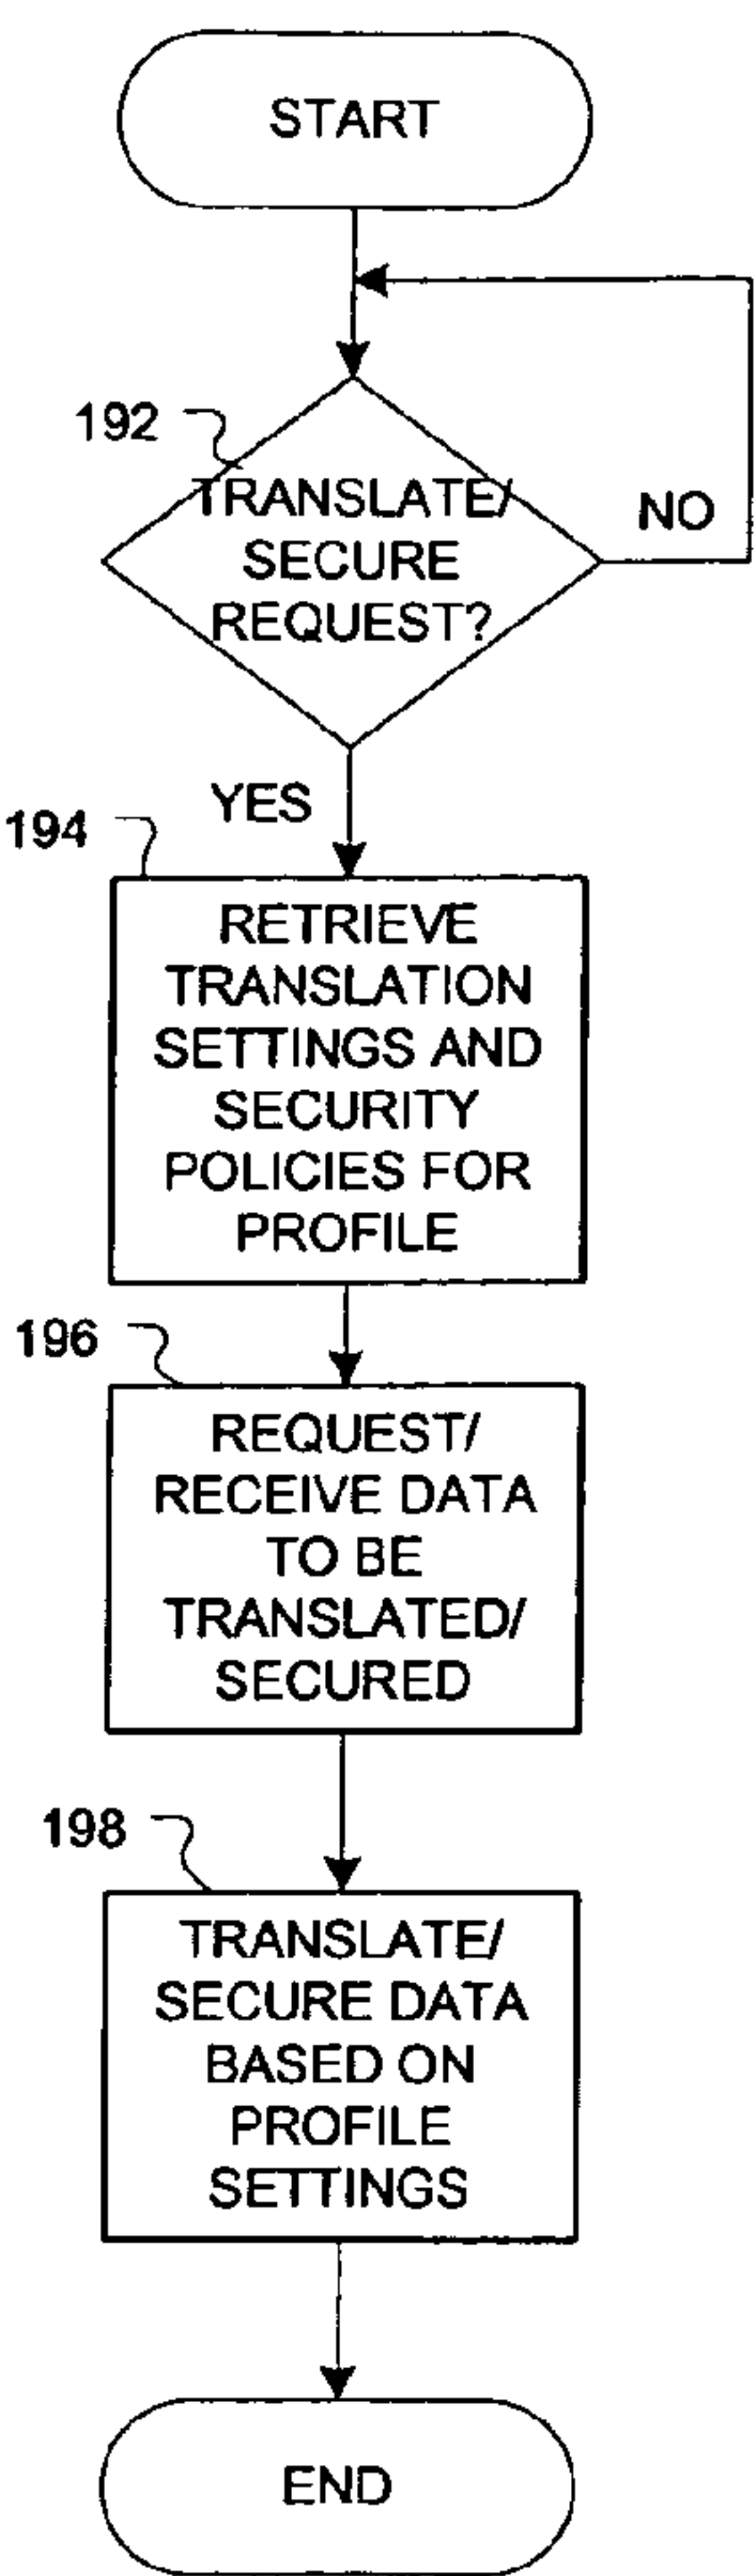 START
192
TRANSLATE/
SECURE
REQUEST?
NO
YES
194
RETRIEVE
TRANSLATION
SETTINGS AND
SECURITY
POLICIES FOR
PROFILE
196
REQUEST/
RECEIVE DATA
TO BE
TRANSLATED/
SECURED
198
TRANSLATE/
SECURE DATA
BASED ON
PROFILE
SETTINGS
END